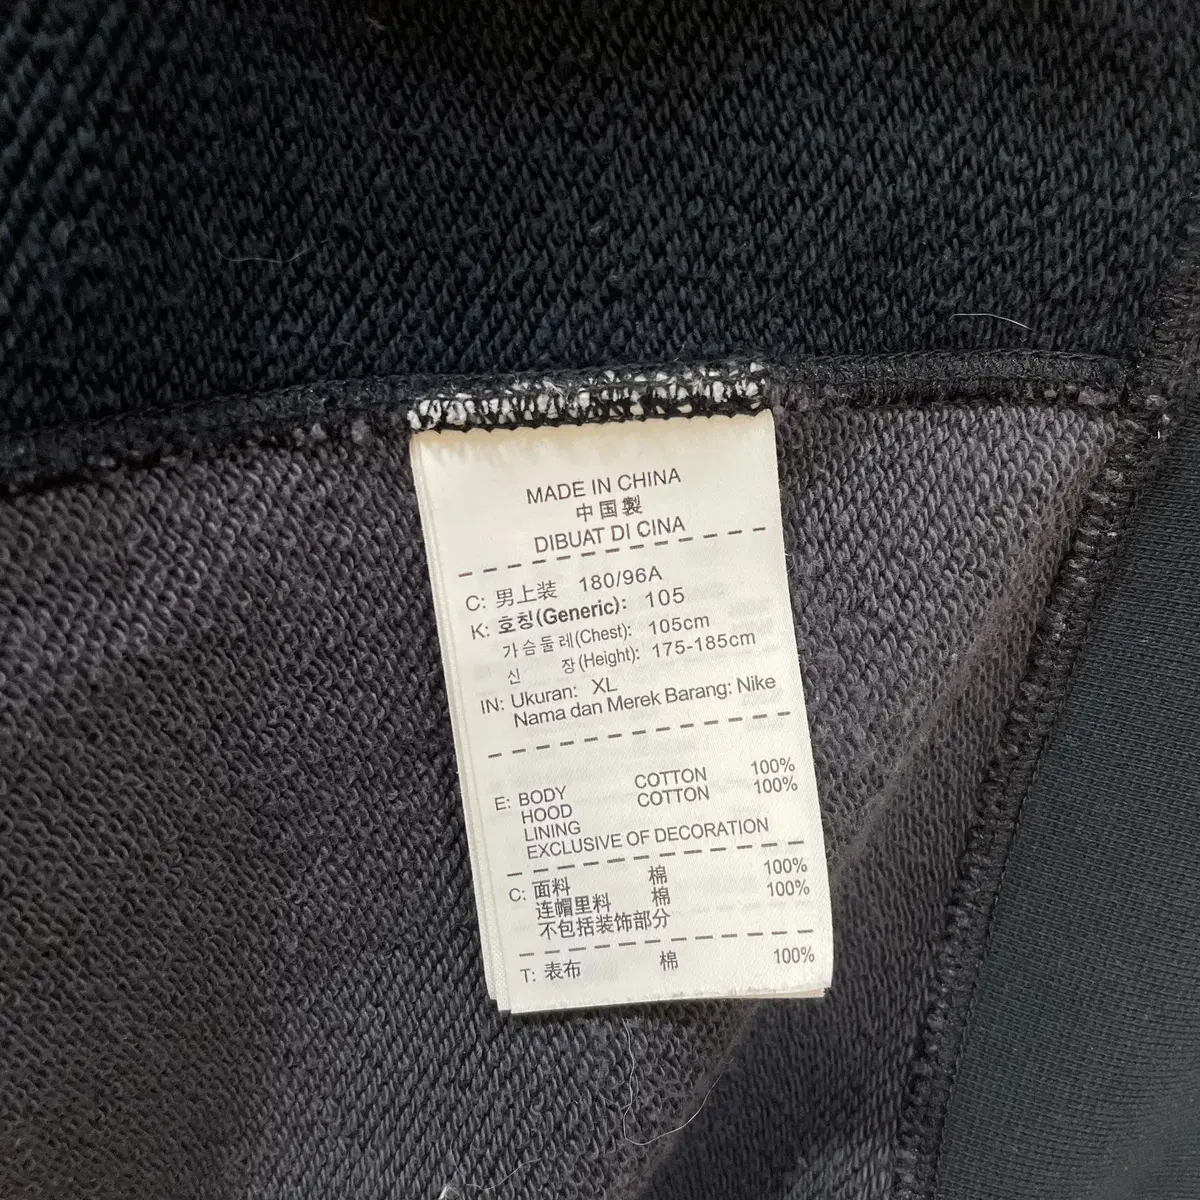 MADE IN CHINA
中国製
DIBUAT DI CINA
C: 男上装 180/96A
K: 호칭(Generic): 105
가슴둘레(Chest): 105cm
신 장(Height): 175-185cm
IN: Ukuran: XL
Nama dan Merek Barang: Nike
E: BODY COTTON 100%
HOOD COTTON 100%
LINING
EXCLUSIVE OF DECORATION
C: 面料 棉 100%
连帽里料 棉 100%
不包括装饰部分
T: 表布 棉 100%